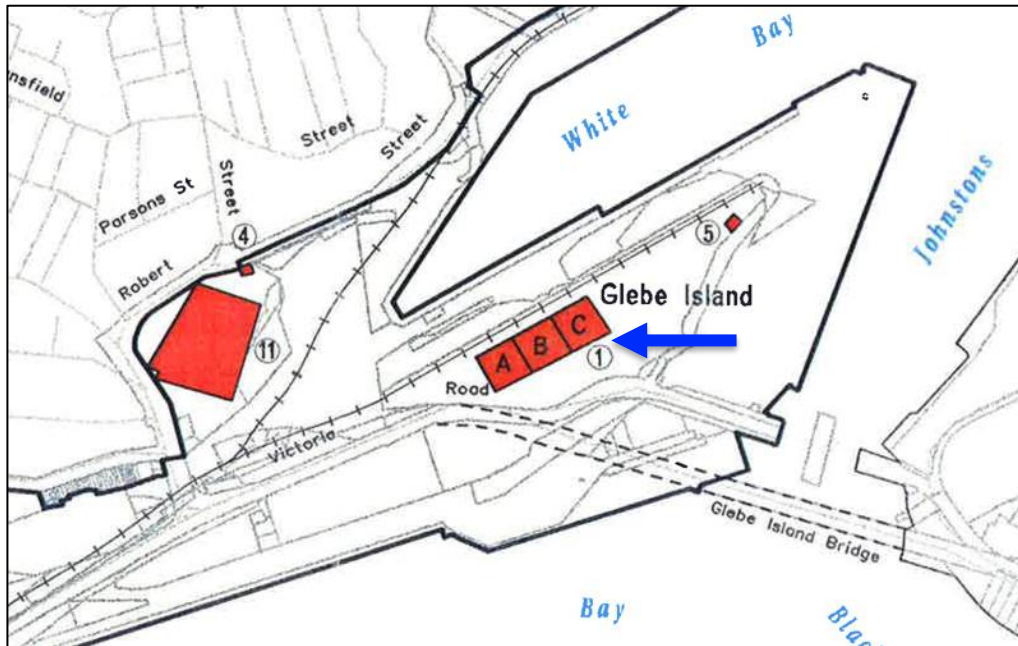 Bay
White
Johnstons
nsfield
Street
Street
Street
Parsons St
Robert
4
11
5
Glebe Island
A B C
1
Road
Victoria
Glebe Island Bridge
Bay
Blac